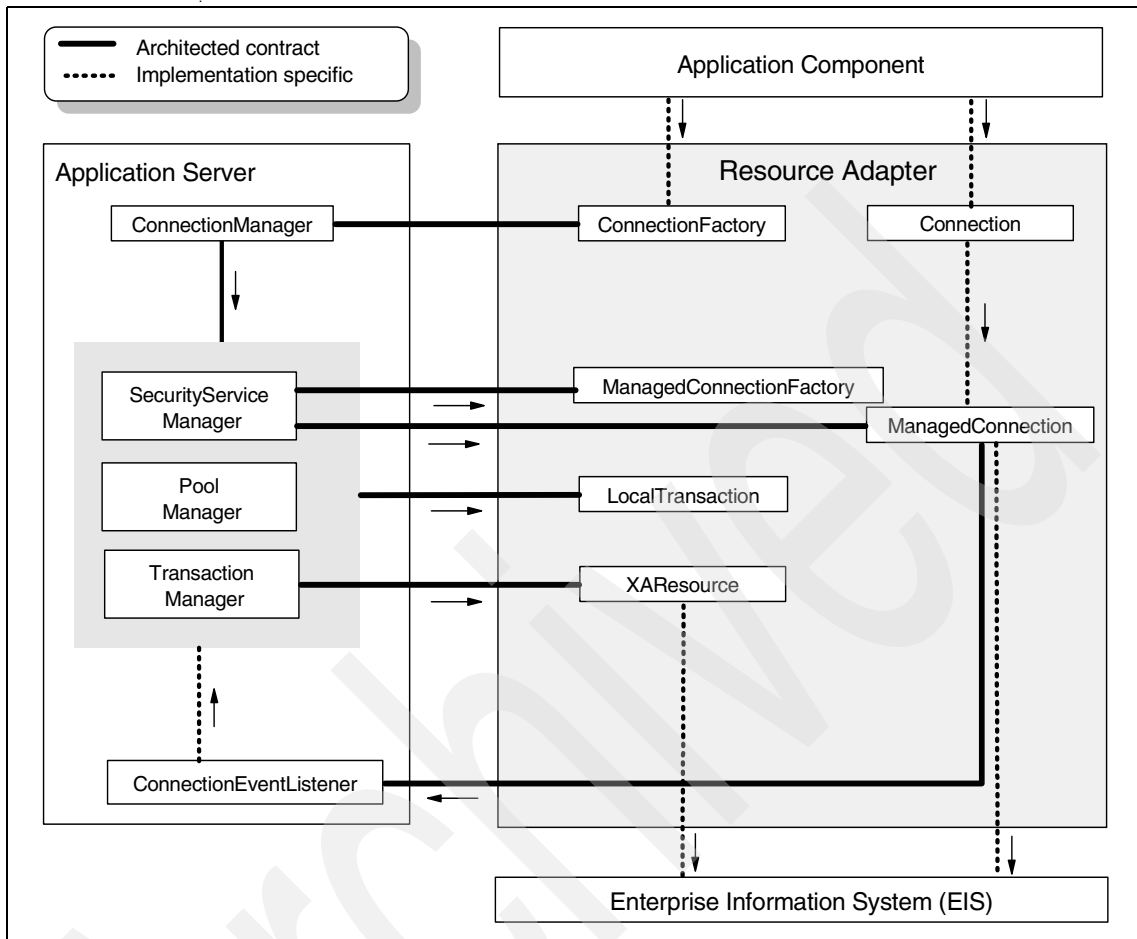 Architected contract
Implementation specific
Application Component
Application Server
Resource Adapter
ConnectionManager
ConnectionFactory
Connection
SecurityService
Manager
ManagedConnectionFactory
ManagedConnection
Pool
Manager
LocalTransaction
Transaction
Manager
XAResource
ConnectionEventListener
Enterprise Information System (EIS)
Archived